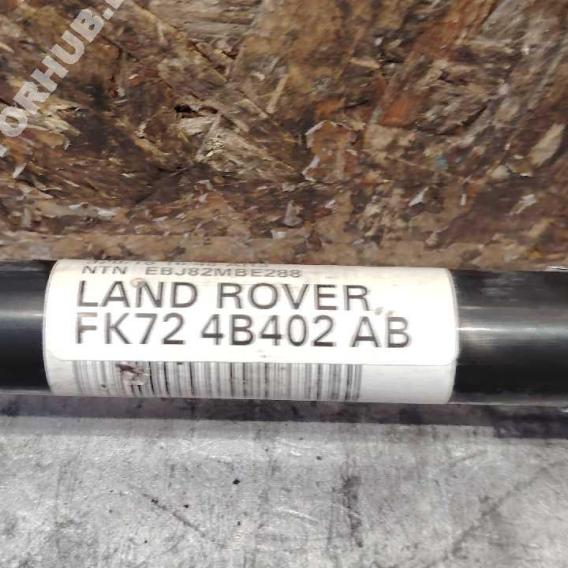 NTN EBJ82MBE288
LAND ROVER
FK72 4B402 AB